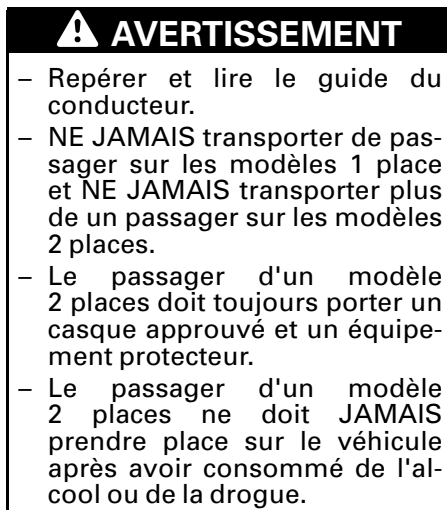 AVERTISSEMENT
– Repérer et lire le guide du
conducteur.
– NE JAMAIS transporter de pas-
sager sur les modèles 1 place
et NE JAMAIS transporter plus
de un passager sur les modèles
2 places.
– Le passager d'un modèle
2 places doit toujours porter un
casque approuvé et un équipe-
ment protecteur.
– Le passager d'un modèle
2 places ne doit JAMAIS
prendre place sur le véhicule
après avoir consommé de l'al-
cool ou de la drogue.